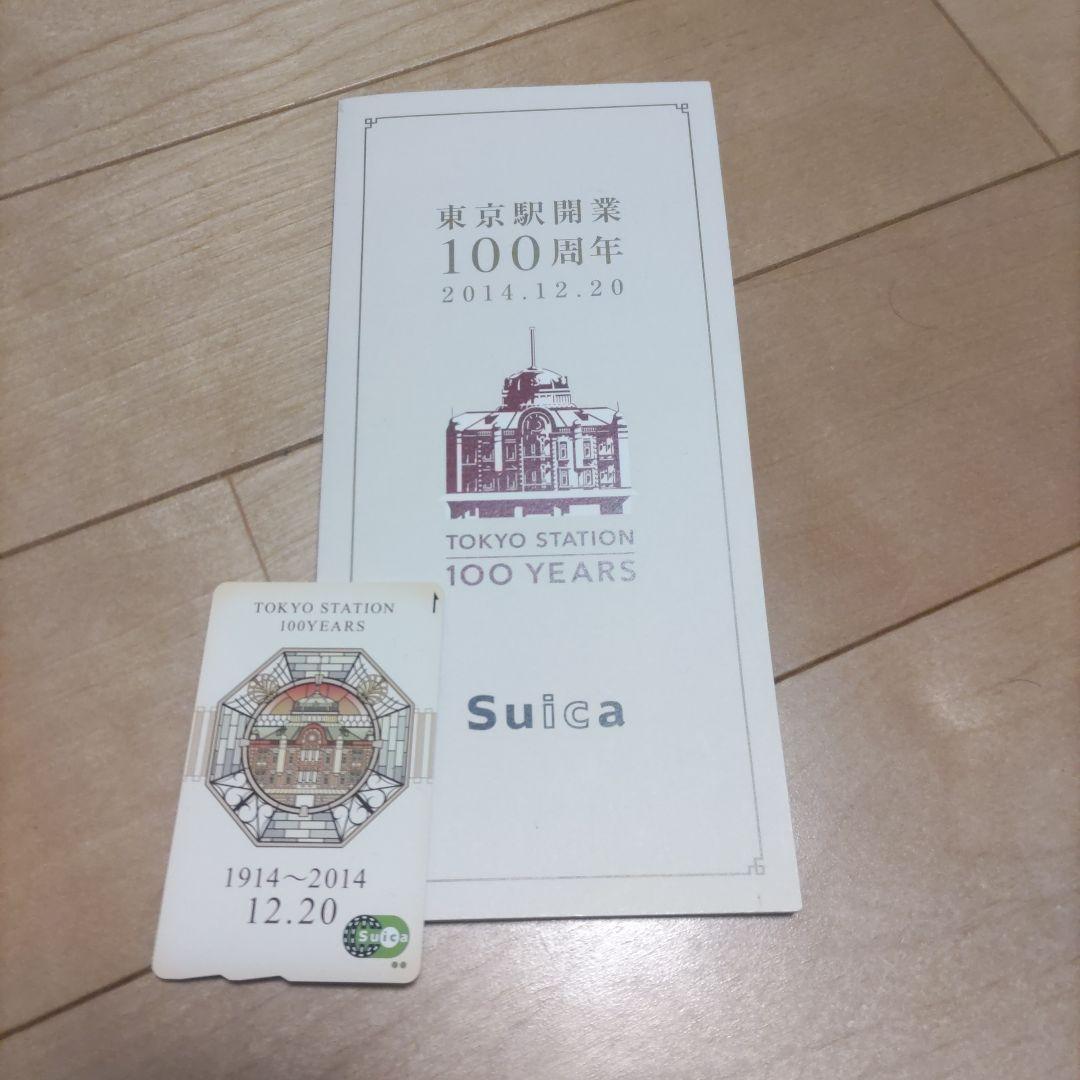 東京駅開業
100周年
2014.12.20
TOKYO STATION
100 YEARS
Suica
TOKYO STATION
100YEARS
1914～2014
12.20
Suica